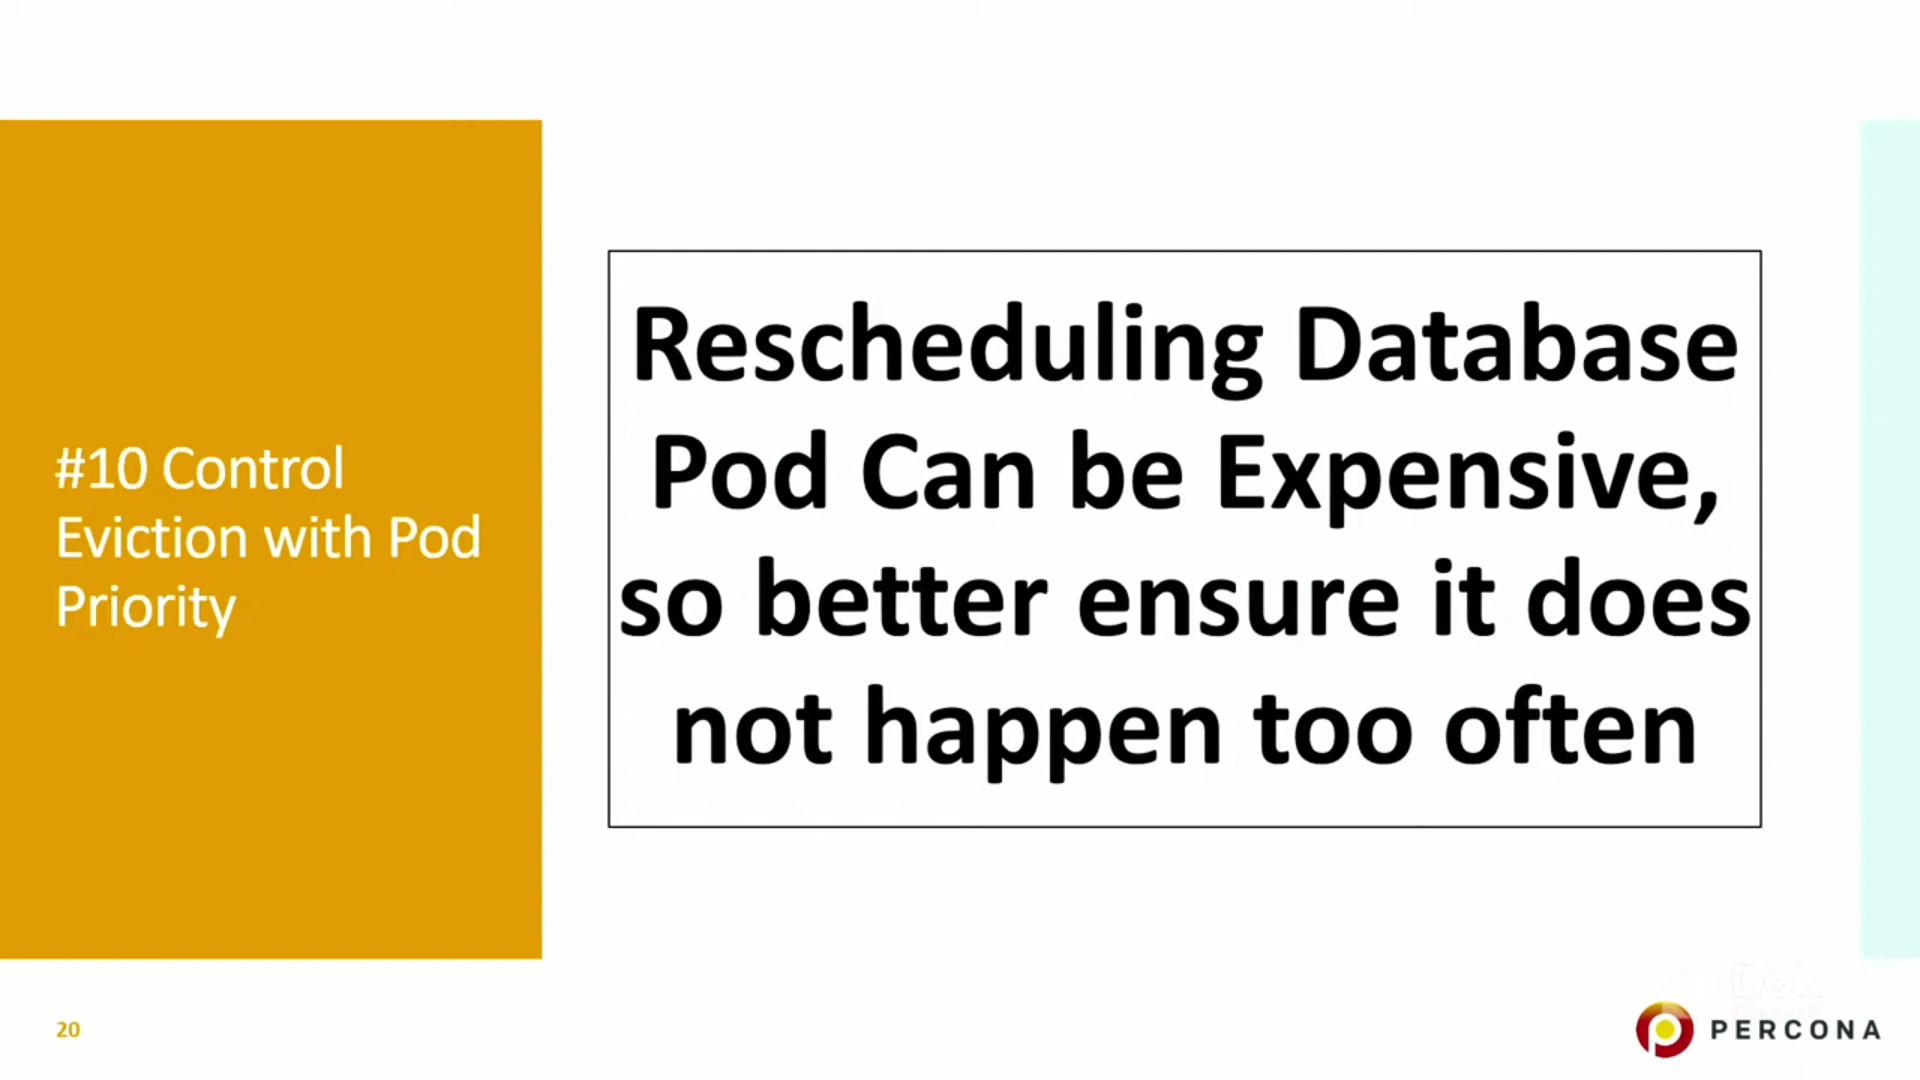 #10 Control
Eviction with Pod
Priority
Rescheduling Database
Pod Can be Expensive,
so better ensure it does
not happen too often
20
PERCONA